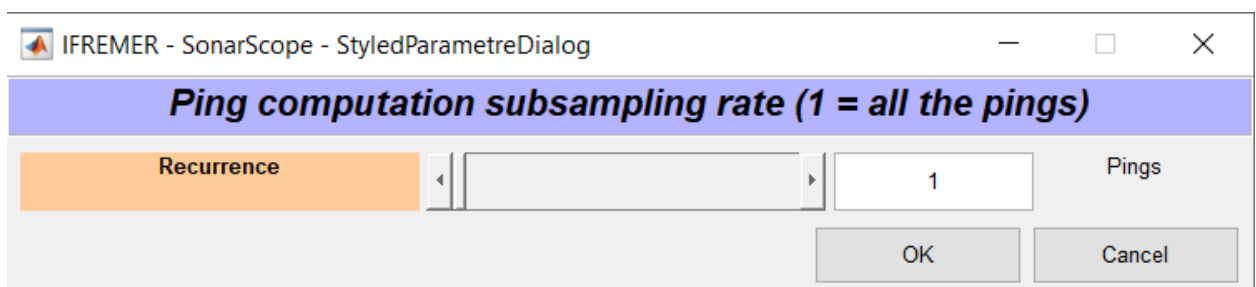 IFREMER - SonarScope - StyledParametreDialog
Ping computation subsampling rate (1 = all the pings)
Recurrence 1 Pings
OK Cancel